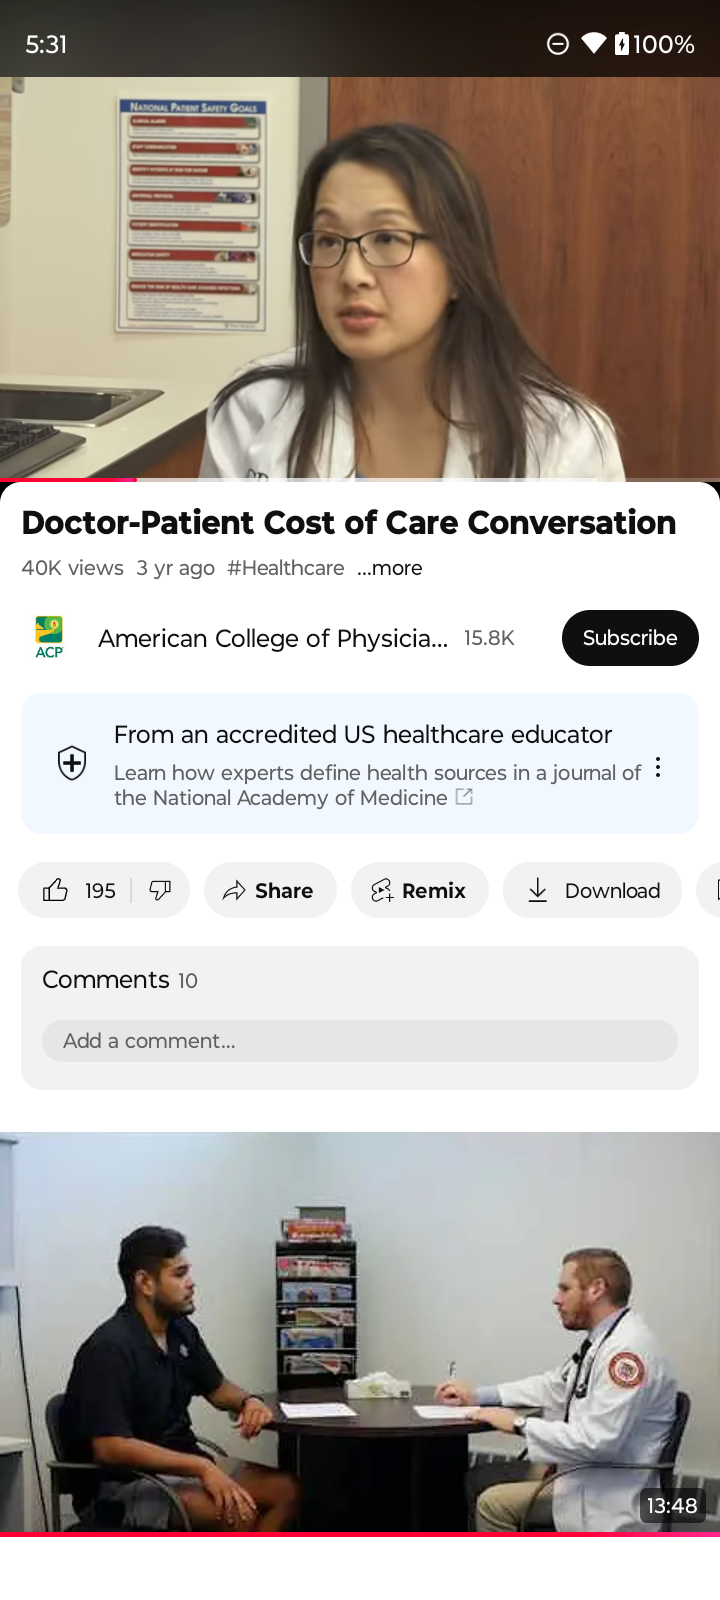 5:31
100%
NATIONAL PATIENT SAFETY GOALS
Doctor-Patient Cost of Care Conversation
40K views 3 yr ago #Healthcare ...more
ACP
American College of Physicia... 15.8K
Subscribe
From an accredited US healthcare educator
Learn how experts define health sources in a journal of
the National Academy of Medicine
195
Share
Remix
Download
Comments 10
Add a comment...
13:48